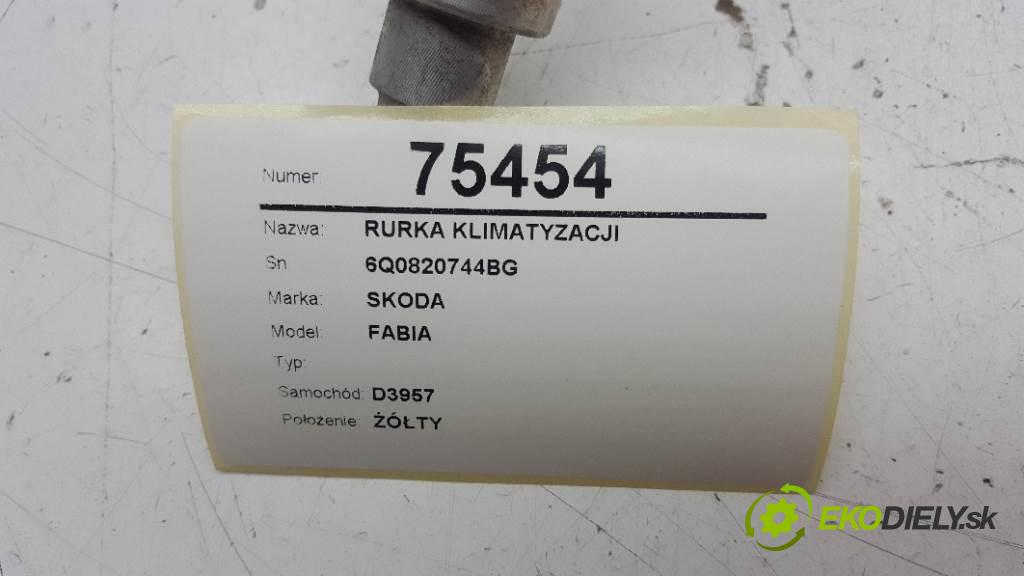 Numer: 75454
Nazwa: RURKA KLIMATYZACJI
Sn 6Q0820744BG
Marka: SKODA
Model: FABIA
Typ:
Samochód: D3957
Położenie: ŻÓŁTY
EKODIELY.sk